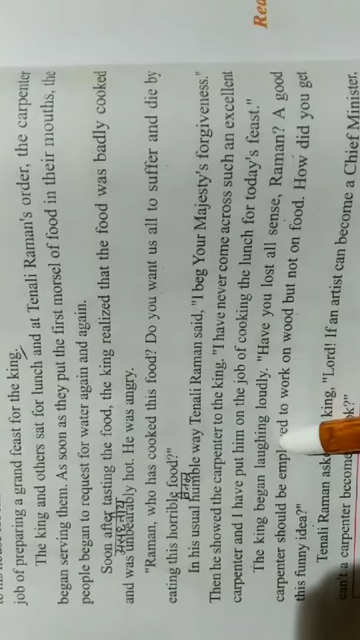 job of preparing a grand feast for the king.
The king and others sat for lunch and at Tenali Raman's order, the carpenter
began serving them. As soon as they put the first morsel of food in their mouths, the
people began to request for water again and again.
Soon after tasting the food, the king realized that the food was badly cooked
असहनीय
and was unbearably hot. He was angry.
"Raman, who has cooked this food? Do you want us all to suffer and die by
eating this horrible food?"
विनम्र
In his usual humble way Tenali Raman said, "I beg Your Majesty's forgiveness."
Then he showed the carpenter to the king. "I have never come across such an excellent
carpenter and I have put him on the job of cooking the lunch for today's feast."
The king began laughing loudly. "Have you lost all sense, Raman? A good
carpenter should be to work on wood but not on food. How did you get
this funny idea?"
Tenali Raman king, "Lord! If an artist can become a Chief Minister,
can't a carpenter become